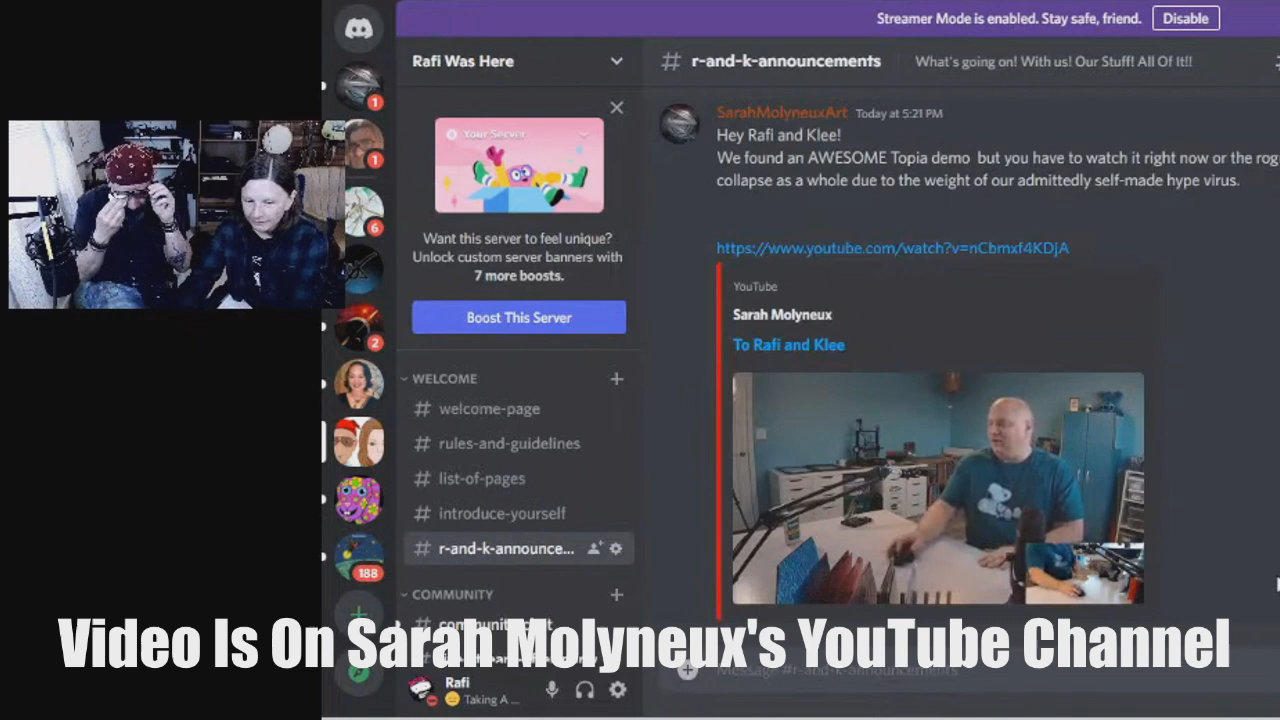 Streamer Mode is enabled. Stay safe, friend. Disable
Rafi Was Here
# r-and-k-announcements What's going on! With us! Our Stuff! All Of It!!
1
1
6
2
188
Your Server
Want this server to feel unique?
Unlock custom server banners with
7 more boosts.
Boost This Server
WELCOME
# welcome-page
# rules-and-guidelines
# list-of-pages
# introduce-yourself
# r-and-k-announce...
COMMUNITY
Rafi
Taking A ...
SarahMolyneuxArt Today at 5:21 PM
Hey Rafi and Klee!
We found an AWESOME Topia demo but you have to watch it right now or the
collapse as a whole due to the weight of our admittedly self-made hype virus.
https://www.youtube.com/watch?v=nCbmxf4KDjA
YouTube
Sarah Molyneux
To Rafi and Klee
Message #r-and-k-announcements
Video Is On Sarah Molyneux's YouTube Channel